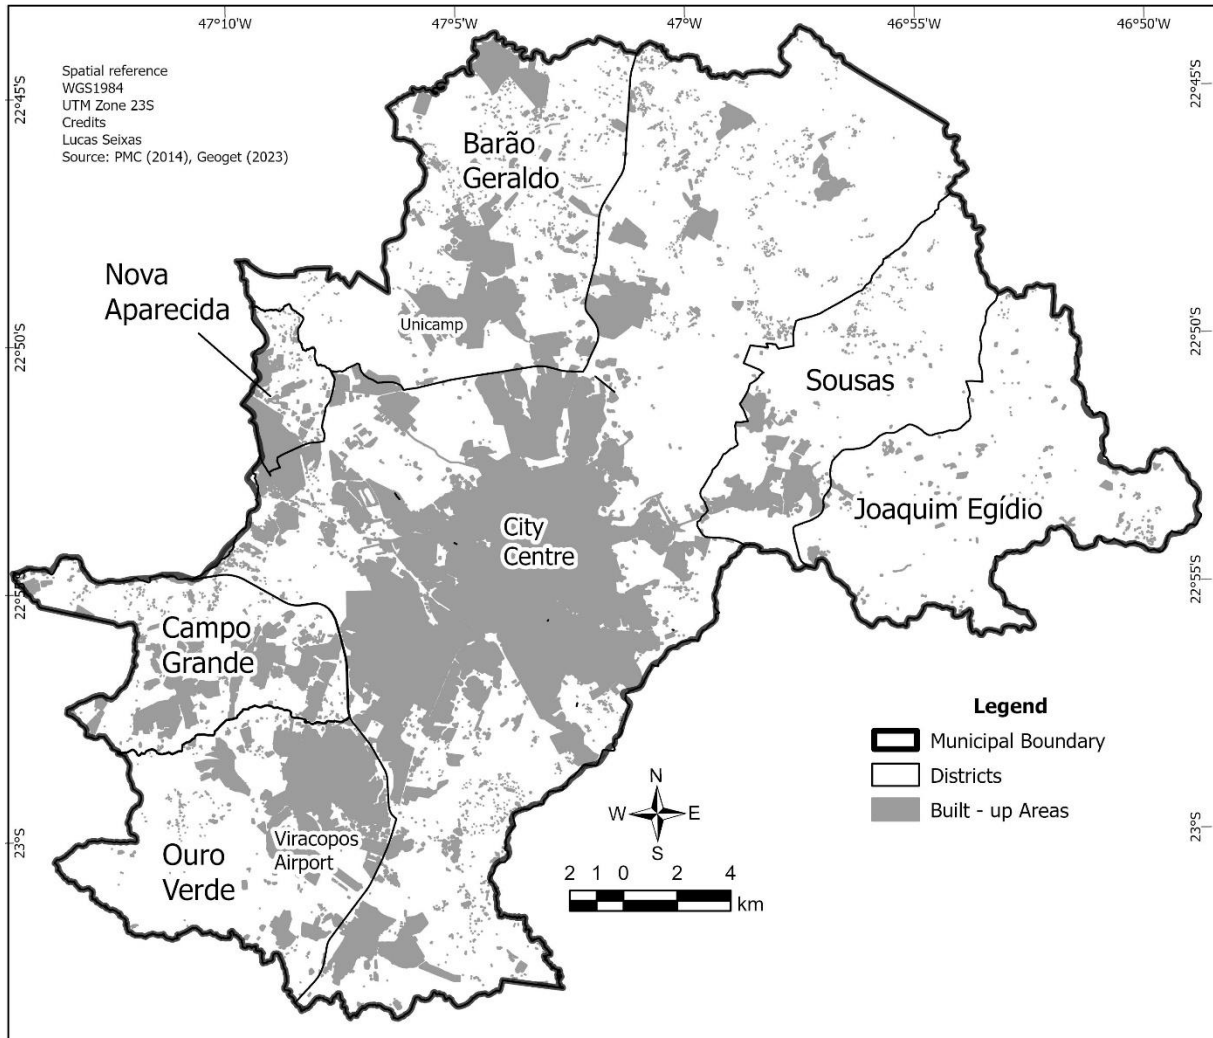 47°10'W
47°5'W
47°0'W
46°55'W
46°50'W
Spatial reference
WGS1984
UTM Zone 23S
Credits
Lucas Seixas
Source: PMC (2014), Geoget (2023)
22°45'S
22°45'S
Barão
Geraldo
Nova
Aparecida
Unicamp
22°50'S
22°50'S
Sousas
Joaquim Egídio
City
Centre
22°55'S
Campo
Grande
Legend
Municipal Boundary
Districts
Built - up Areas
N
W
E
S
Viracopos
Airport
Ouro
Verde
23°S
23°S
2 1 0 2 4
km